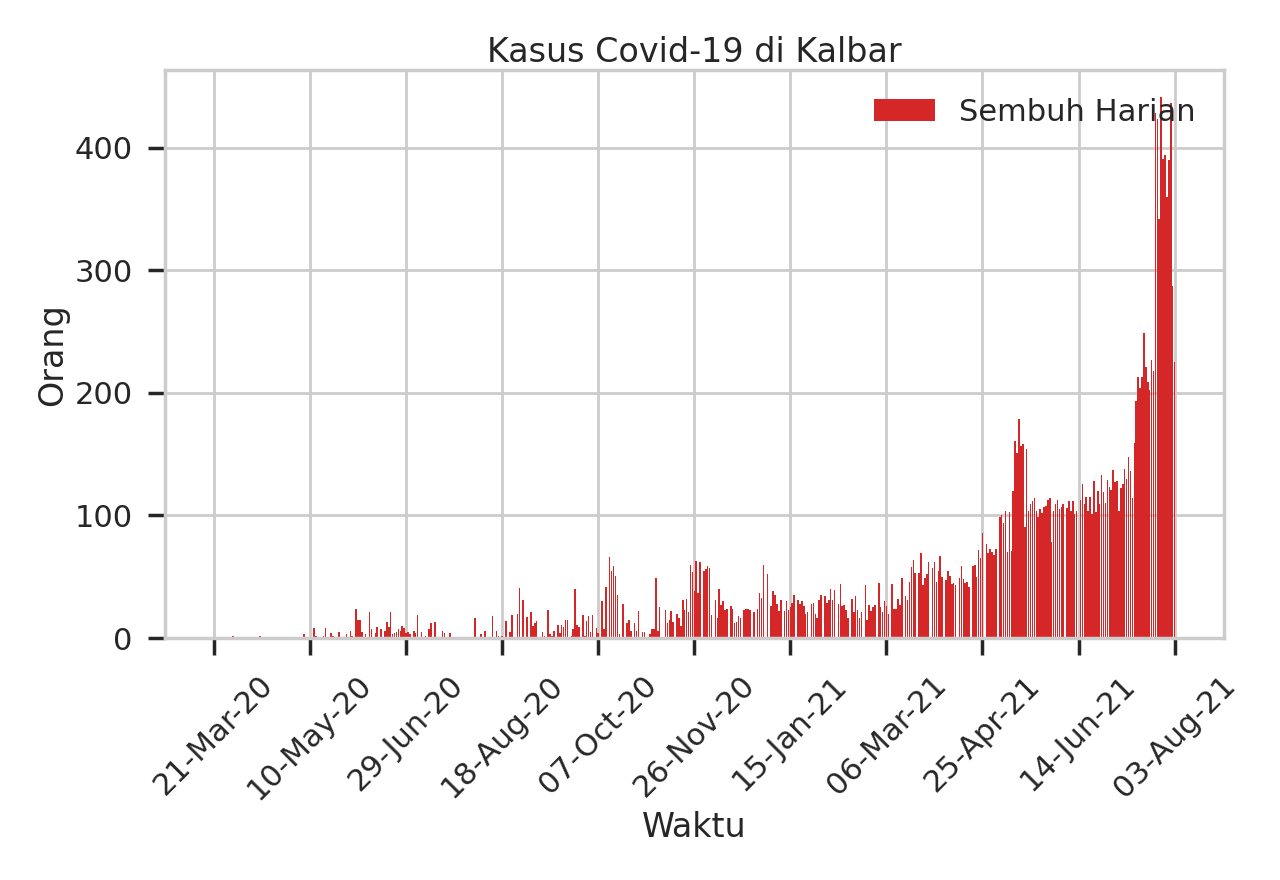 Kasus Covid-19 di Kalbar
Sembuh Harian
Orang
400
300
200
100
0
21-Mar-20
10-May-20
29-Jun-20
18-Aug-20
07-Oct-20
26-Nov-20
15-Jan-21
06-Mar-21
25-Apr-21
14-Jun-21
03-Aug-21
Waktu